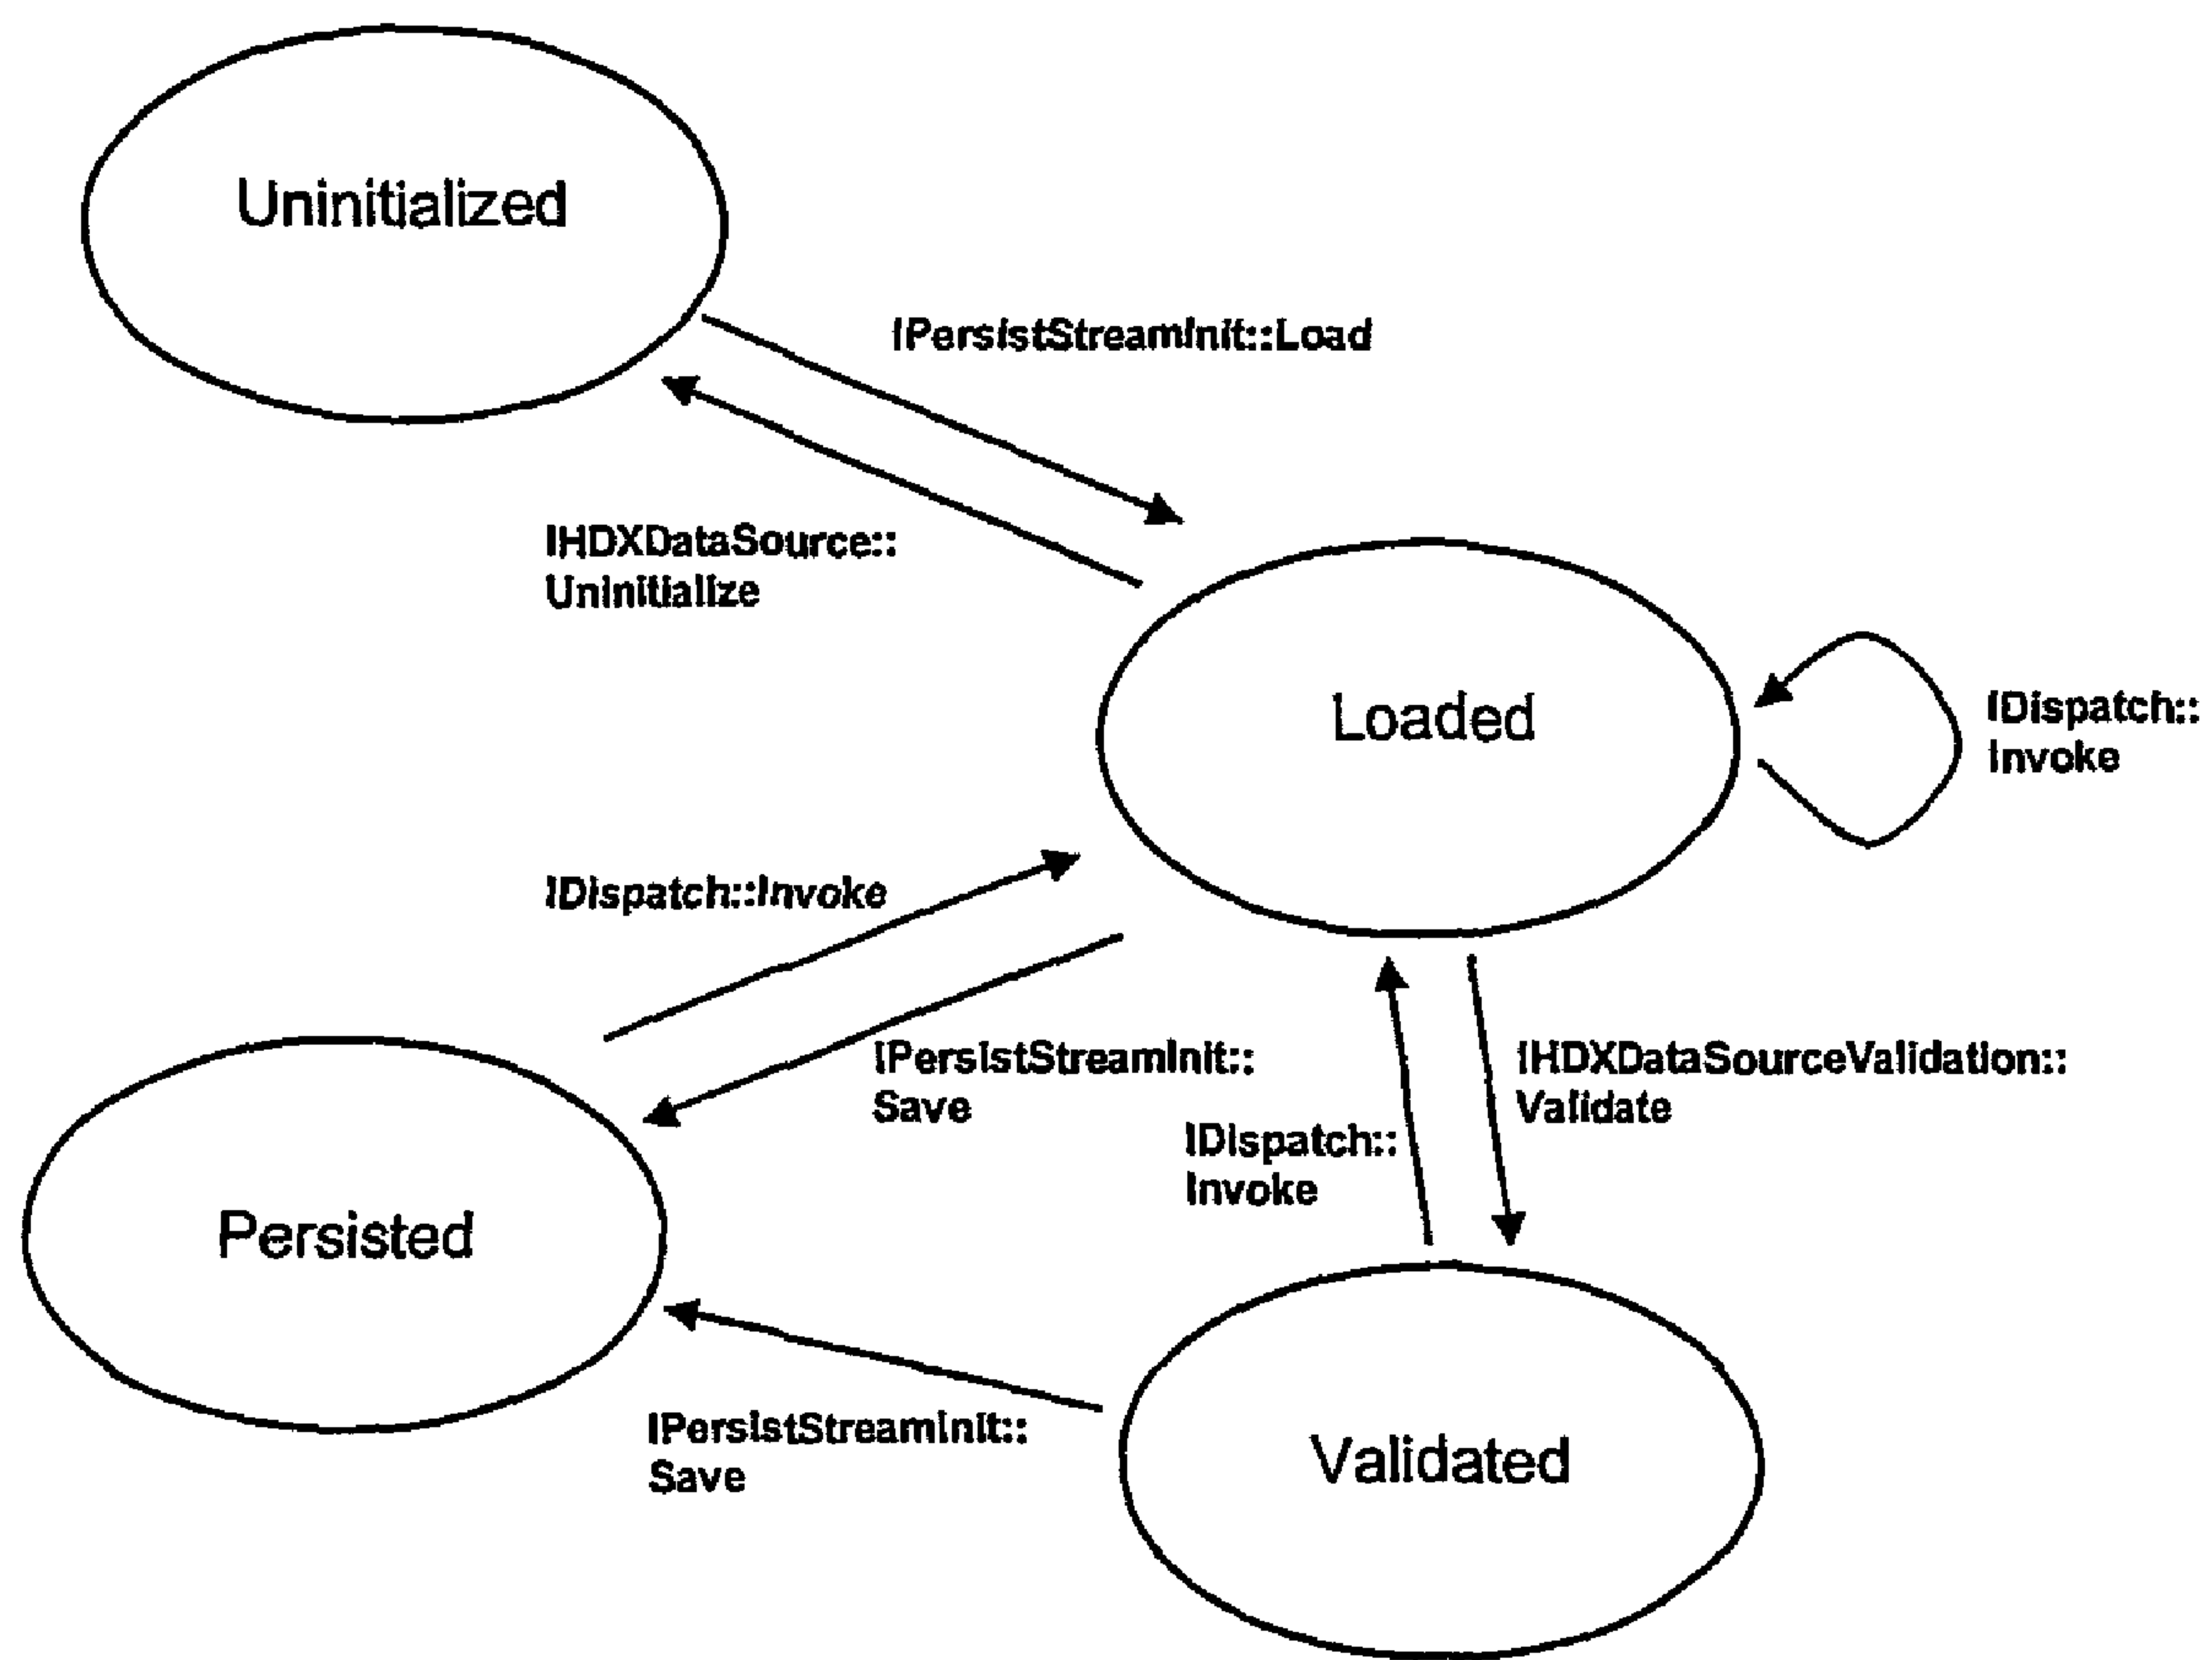 Uninitialized
IPersistStreamInit::Load
IHDXDataSource::
Uninitialize
Loaded
IDispatch::
Invoke
IDispatch::Invoke
IPersistStreamInit::
Save
IHDXDataSourceValidation::
Validate
IDispatch::
Invoke
Persisted
IPersistStreamInit::
Save
Validated